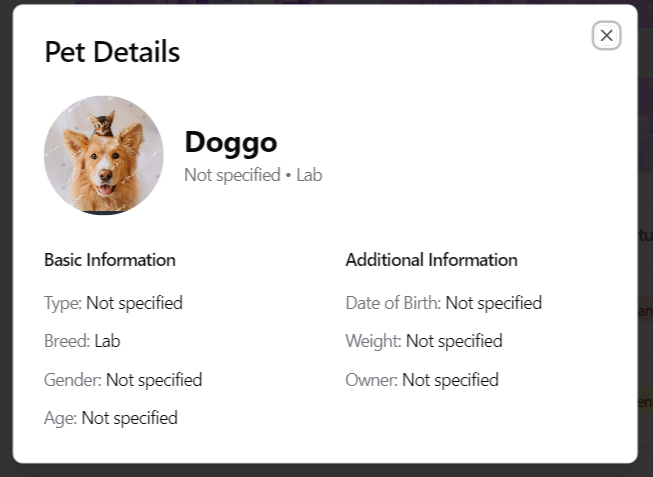 Pet Details
Doggo
Not specified • Lab
Basic Information
Type: Not specified
Breed: Lab
Gender: Not specified
Age: Not specified
Additional Information
Date of Birth: Not specified
Weight: Not specified
Owner: Not specified